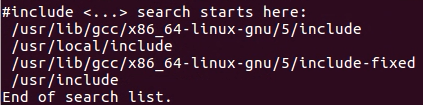 #include <...> search starts here:
 /usr/lib/gcc/x86_64-linux-gnu/5/include
 /usr/local/include
 /usr/lib/gcc/x86_64-linux-gnu/5/include-fixed
 /usr/include
End of search list.